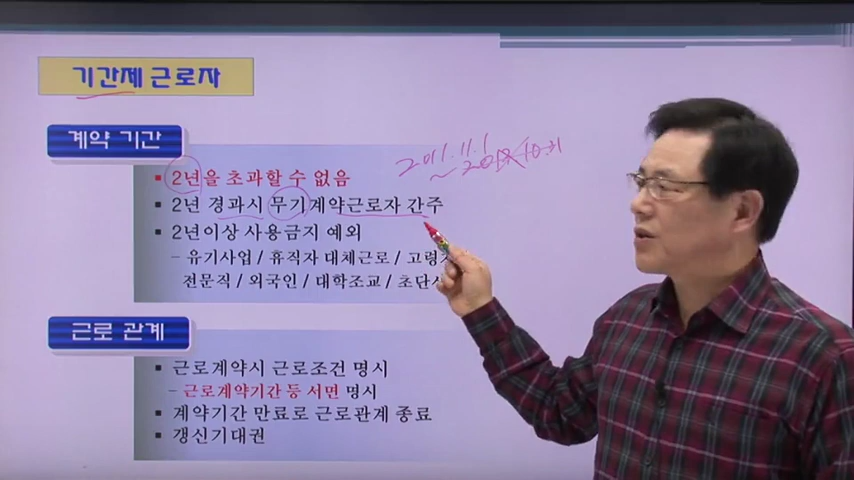 기간제 근로자
계약 기간
2011.11.1
2년을 초과할 수 없음
2년 경과시 무기계약근로자 간주
2년이상 사용금지 예외
- 유기사업 / 휴직자 대체근로 / 고령
전문직 / 외국인 / 대학조교 / 초단
근로 관계
근로계약시 근로조건 명시
- 근로계약기간 등 서면 명시
계약기간 만료로 근로관계 종료
갱신기대권